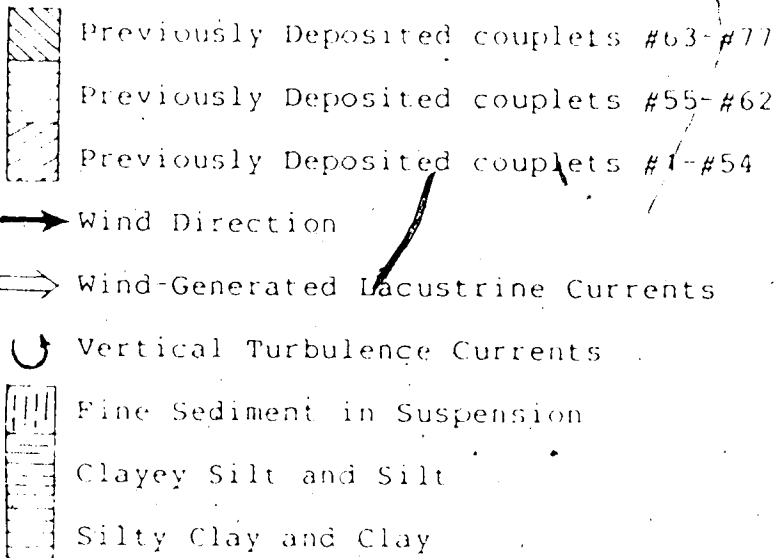 Previously Deposited couplets #63-#77
Previously Deposited couplets #55-#62
Previously Deposited couplets #1-#54
Wind Direction
Wind-Generated Lacustrine Currents
Vertical Turbulence Currents
Fine Sediment in Suspension
Clayey Silt and Silt
Silty Clay and Clay